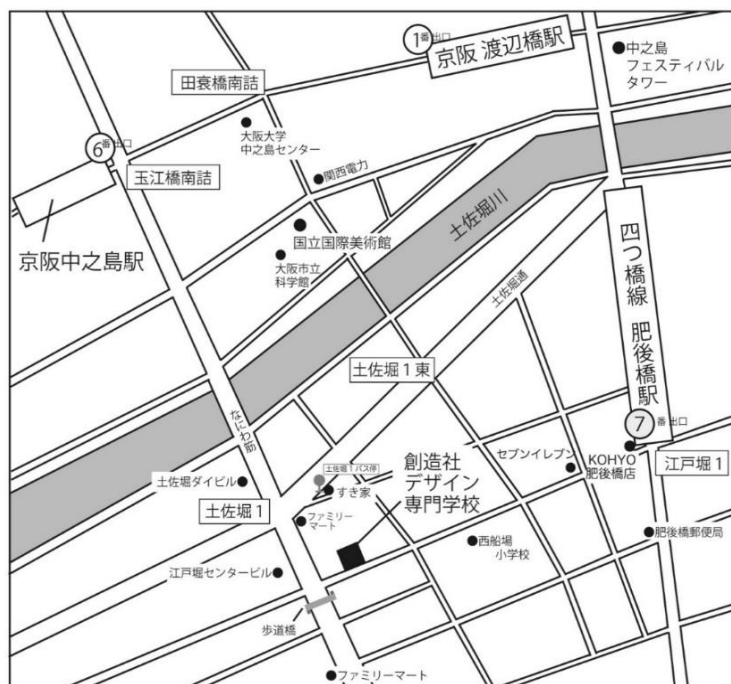 1番出口
京阪 渡辺橋駅
中之島
フェスティバル
タワー
田蓑橋南詰
大阪大学
中之島センター
6番出口
玉江橋南詰
関西電力
京阪中之島駅
国立国際美術館
大阪市立
科学館
土佐堀川
土佐堀通
四つ橋線 肥後橋駅
土佐堀1東
なにわ筋
7番出口
KOHYO
肥後橋店
江戸堀1
セブンイレブン
創造社
デザイン
専門学校
土佐堀1バス停
すき家
土佐堀ダイビル
土佐堀1
ファミリー
マート
西船場
小学校
肥後橋郵便局
江戸堀センタービル
歩道橋
ファミリーマート